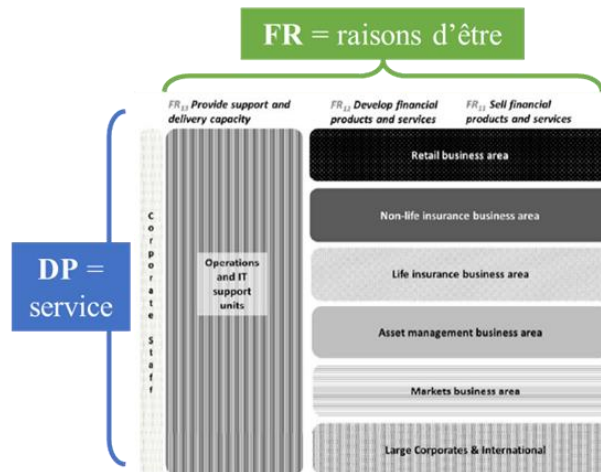 FR = raisons d’être
FR13 Provide support and
delivery capacity
FR12 Develop financial
products and services
FR11 Sell financial
products and services
DP =
service
Corporate Staff
Operations
and IT
support
units
Retail business area
Non-life insurance business area
Life insurance business area
Asset management business area
Markets business area
Large Corporates & International